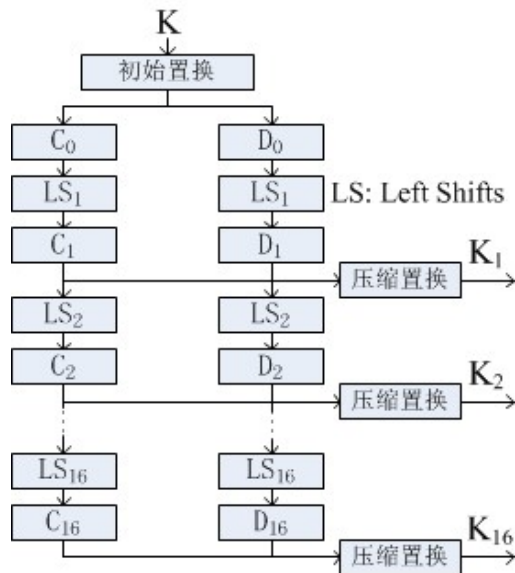 K
初始置换
C₀ D₀
LS₁ LS₁ LS: Left Shifts
C₁ D₁
压缩置换 K₁
LS₂ LS₂
C₂ D₂
压缩置换 K₂
LS₁₆ LS₁₆
C₁₆ D₁₆
压缩置换 K₁₆